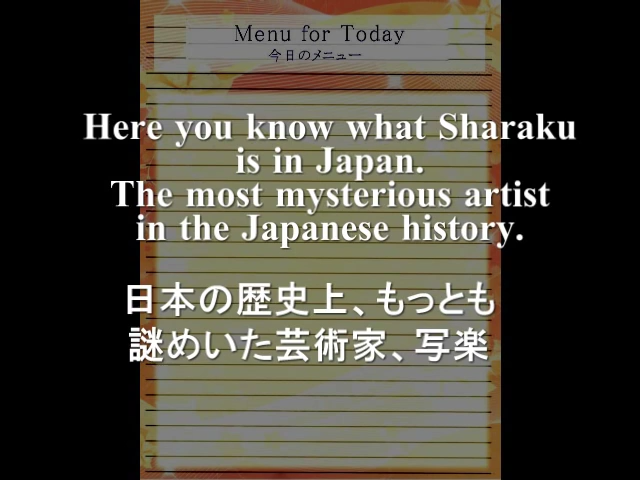 Menu for Today
今日のメニュー
Here you know what Sharaku
is in Japan.
The most mysterious artist
in the Japanese history.
日本の歴史上、もっとも
謎めいた芸術家、写楽